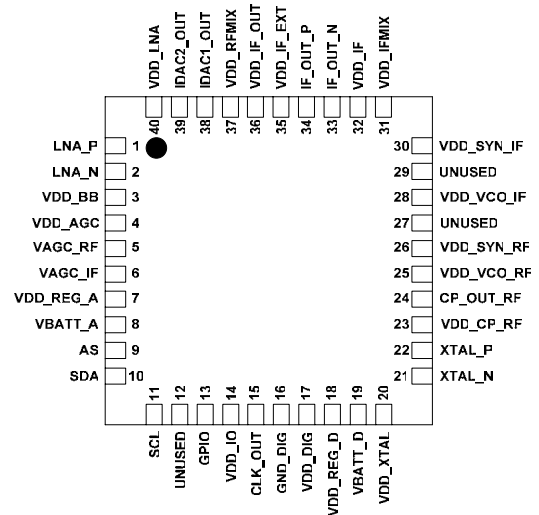 VDD_LNA
IDAC2_OUT
IDAC1_OUT
VDD_RFMIX
VDD_IF_OUT
VDD_IF_EXT
IF_OUT_P
IF_OUT_N
VDD_IF
VDD_IFMIX
40
39
38
37
36
35
34
33
32
31
LNA_P 1
LNA_N 2
VDD_BB 3
VDD_AGC 4
VAGC_RF 5
VAGC_IF 6
VDD_REG_A 7
VBATT_A 8
AS 9
SDA 10
30 VDD_SYN_IF
29 UNUSED
28 VDD_VCO_IF
27 UNUSED
26 VDD_SYN_RF
25 VDD_VCO_RF
24 CP_OUT_RF
23 VDD_CP_RF
22 XTAL_P
21 XTAL_N
11
12
13
14
15
16
17
18
19
20
SCL
UNUSED
GPIO
VDD_IO
CLK_OUT
GND_DIG
VDD_DIG
VDD_REG_D
VBATT_D
VDD_XTAL